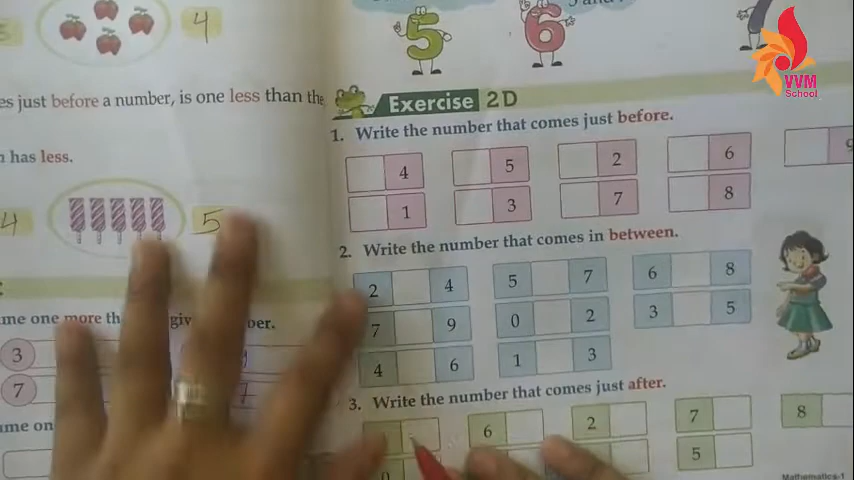 4
5
6
VVM
School
es just before a number, is one less than the
has less.
4
5
me one more th
ber.
3
7
7
me on
Exercise 2D
1. Write the number that comes just before.
4 5 2 6 9
1 3 7 8
2. Write the number that comes in between.
2 4 5 7 6 8
7 9 0 2 3 5
4 6 1 3
3. Write the number that comes just after.
6 2 7 8
0 5
Mathematics-1